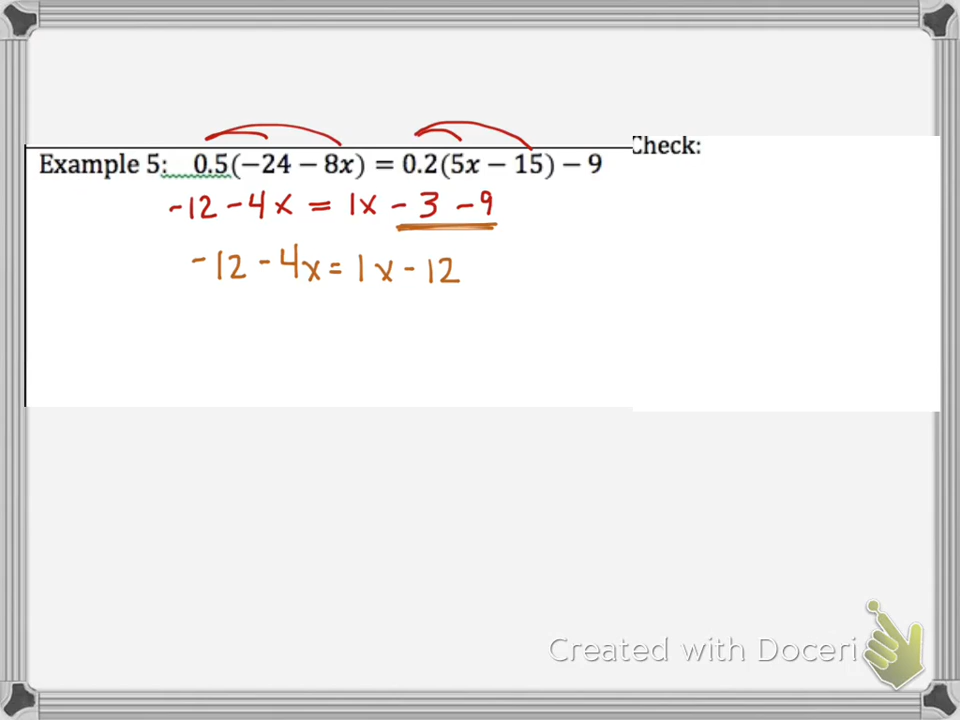 Example 5: 0.5(−24 − 8x) = 0.2(5x − 15) − 9
Check:
-12 - 4x = 1x - 3 - 9
-12 - 4x = 1x - 12
Created with Doceri